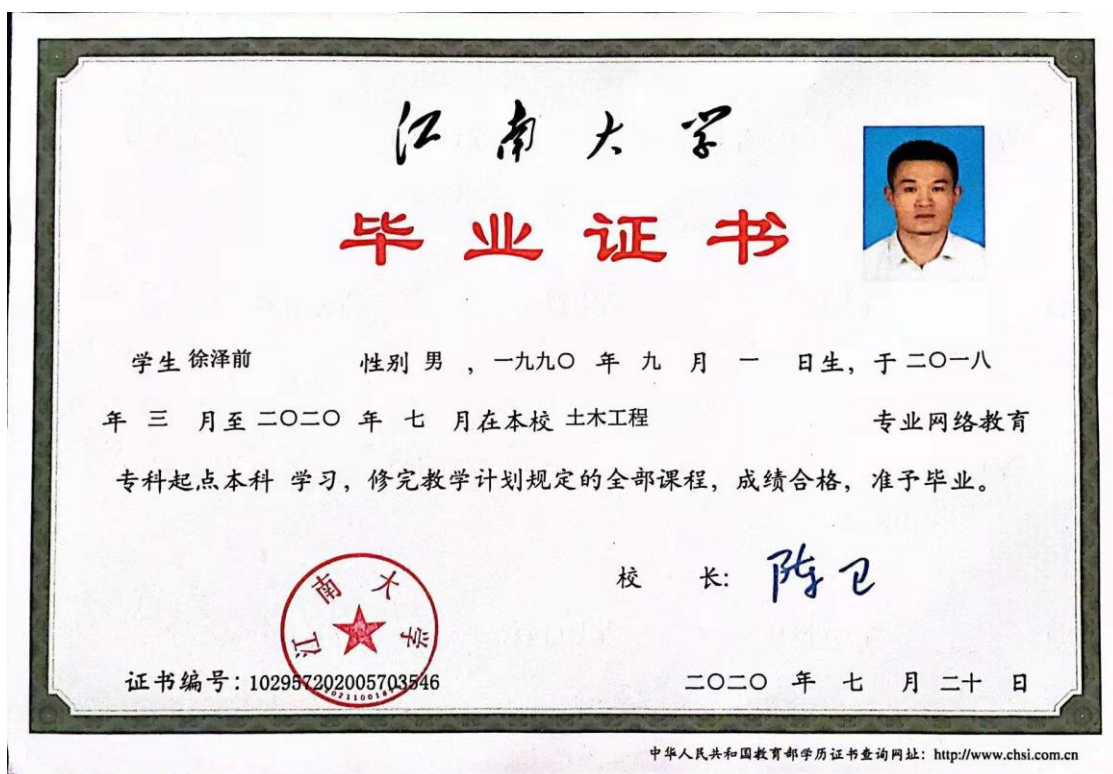 江南大学
毕业证书
学生 徐泽前 性别 男 ，一九九〇 年 九 月 一 日生，于 二〇一八
年 三 月至 二〇二〇 年 七 月在本校 土木工程 专业网络教育
专科起点本科 学习，修完教学计划规定的全部课程，成绩合格，准予毕业。
校 长: 陈卫
江南大学
证书编号：102957202005703546
二〇二〇 年 七 月 二十 日
中华人民共和国教育部学历证书查询网址：http://www.chsi.com.cn